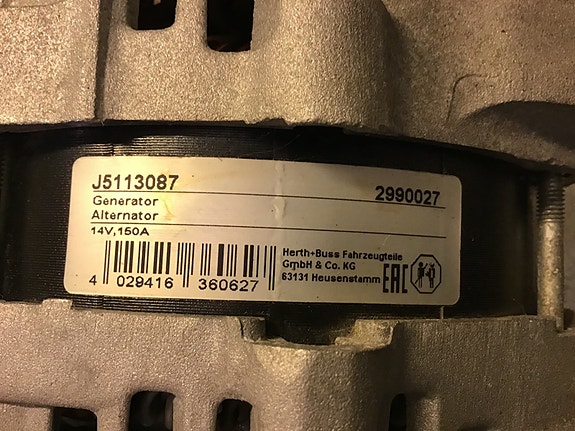 J5113087 2990027
Generator
Alternator
14V,150A
4 029416 360627
Herth+Buss Fahrzeugteile
GmbH & Co. KG
63131 Heusenstamm
EAC